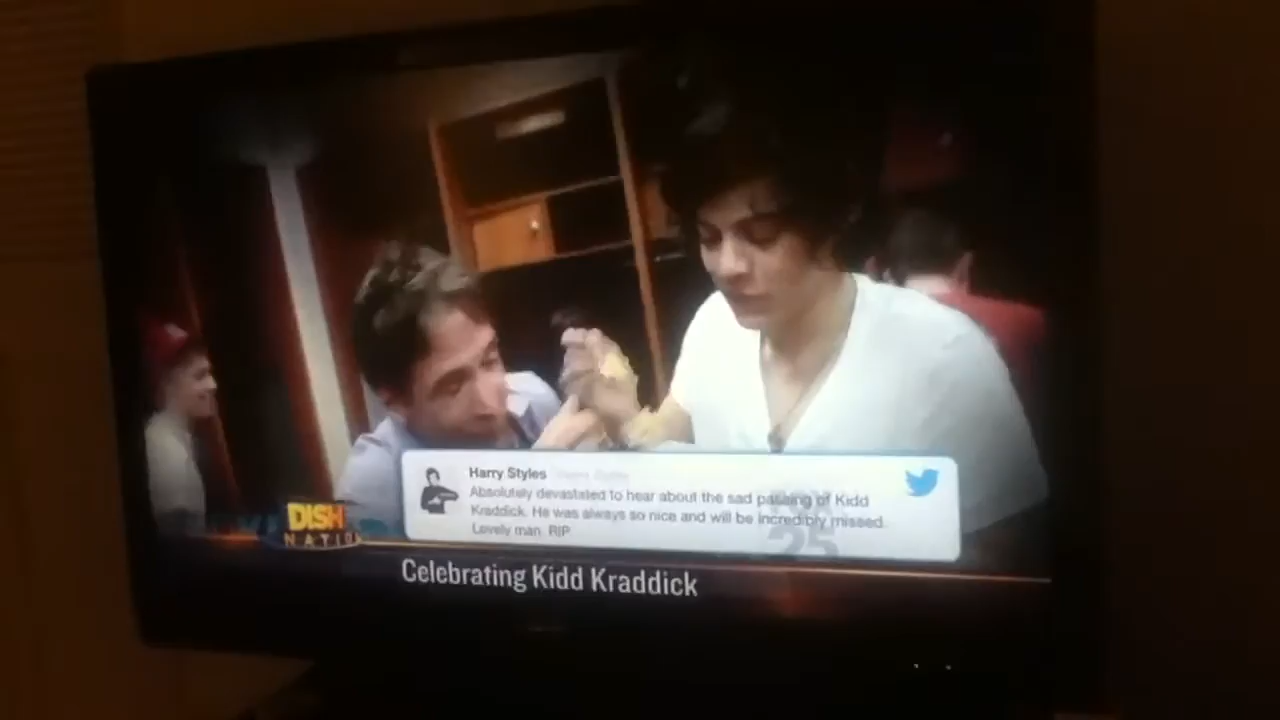 Harry Styles
Absolutely devastated to hear about the sad passing of Kidd
Kraddick. He was always so nice and will be incredibly missed.
Lovely man. RIP
DISH
NATION
25
Celebrating Kidd Kraddick